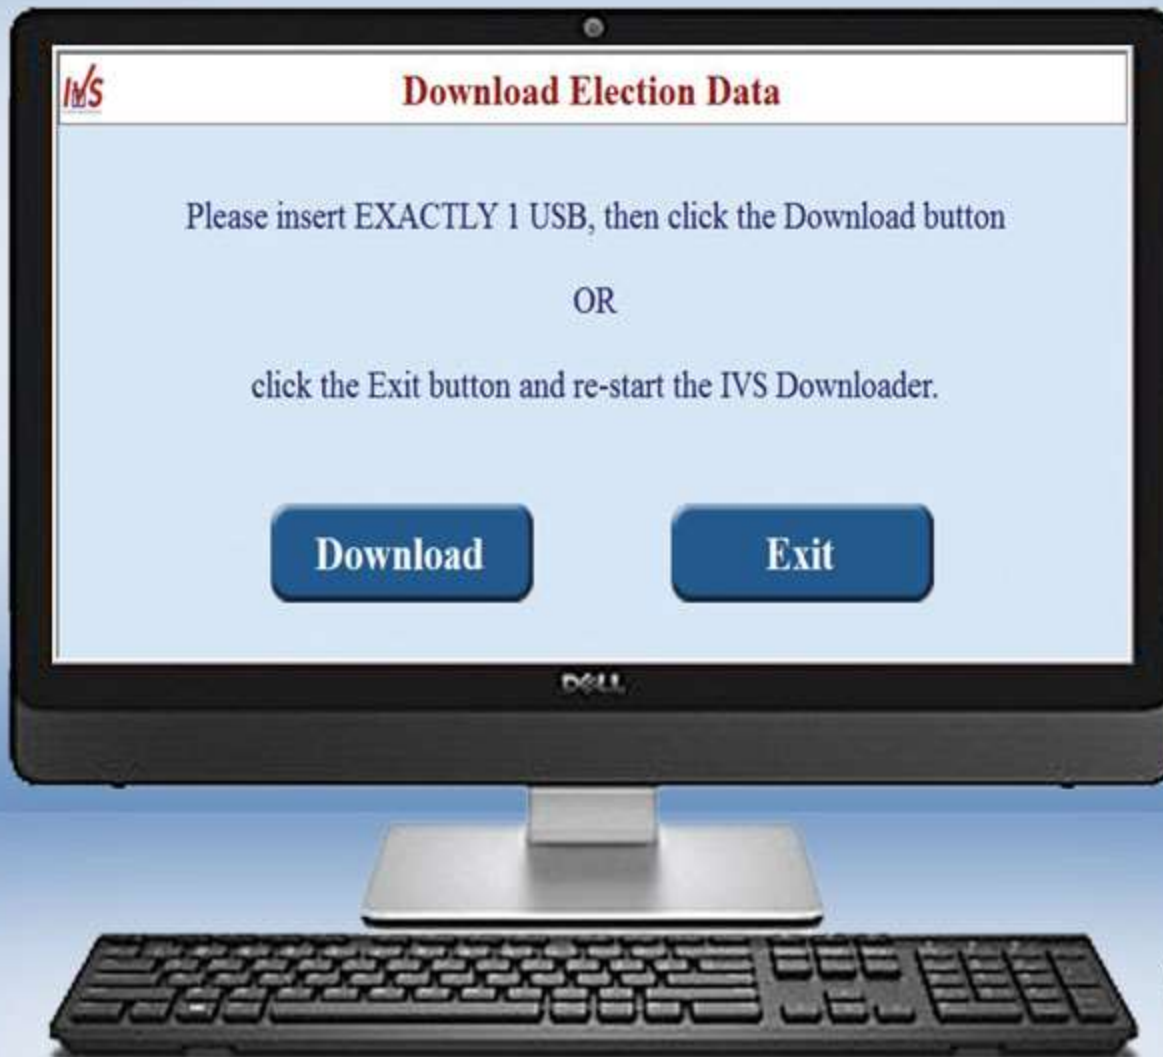 IVS
Download Election Data
Please insert EXACTLY 1 USB, then click the Download button
OR
click the Exit button and re-start the IVS Downloader.
Download
Exit
DELL